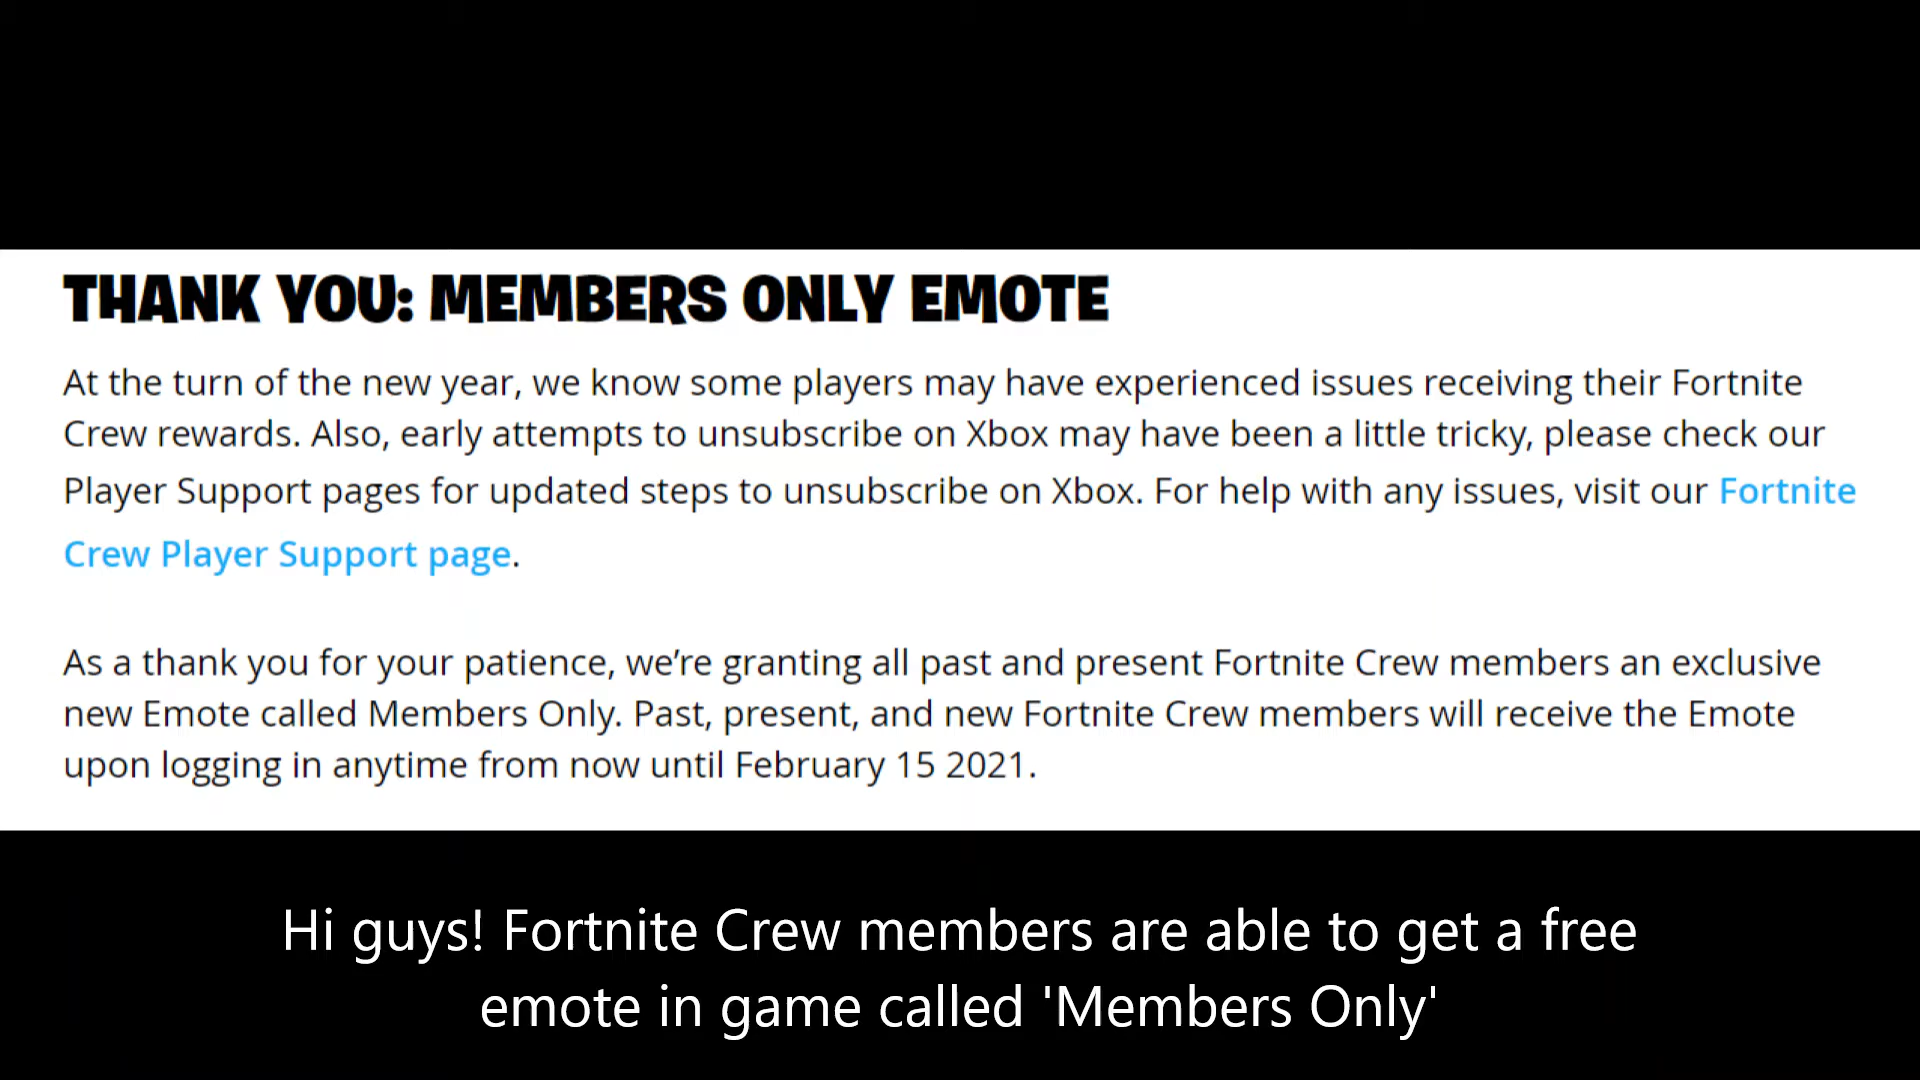 THANK YOU: MEMBERS ONLY EMOTE
At the turn of the new year, we know some players may have experienced issues receiving their Fortnite
Crew rewards. Also, early attempts to unsubscribe on Xbox may have been a little tricky, please check our
Player Support pages for updated steps to unsubscribe on Xbox. For help with any issues, visit our Fortnite
Crew Player Support page.
As a thank you for your patience, we’re granting all past and present Fortnite Crew members an exclusive
new Emote called Members Only. Past, present, and new Fortnite Crew members will receive the Emote
upon logging in anytime from now until February 15 2021.
Hi guys! Fortnite Crew members are able to get a free
emote in game called 'Members Only'